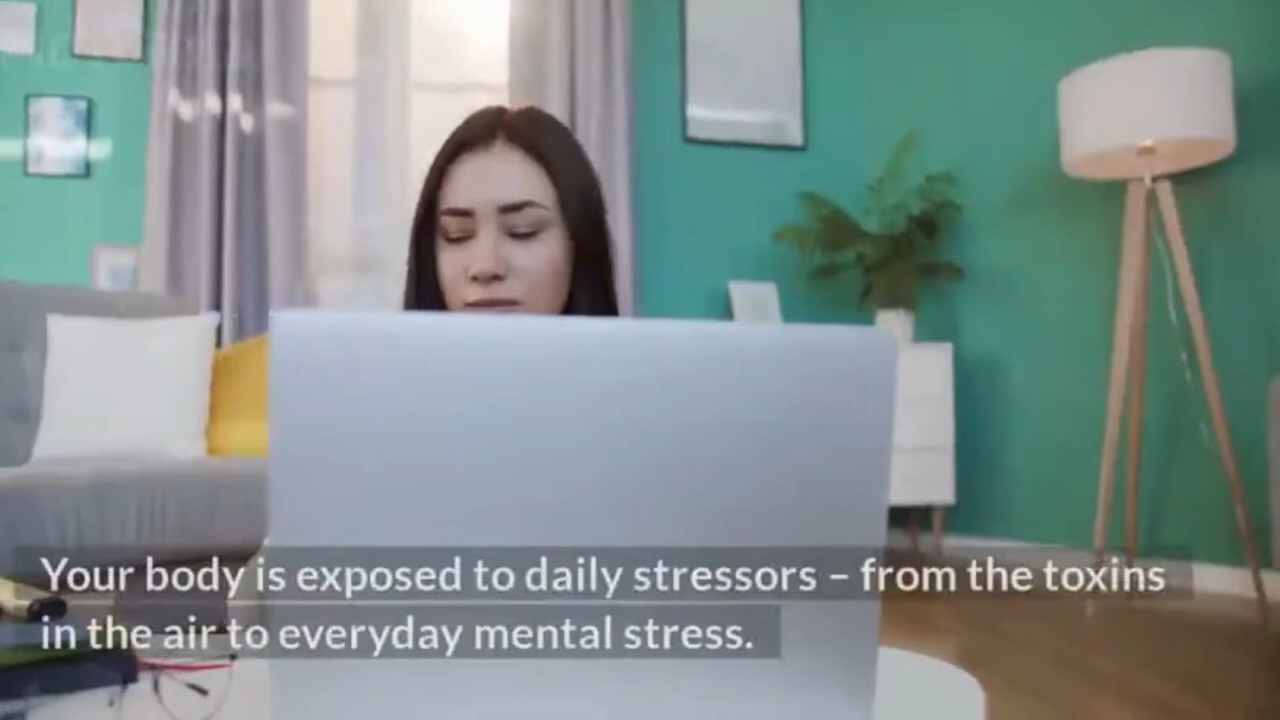 Your body is exposed to daily stressors – from the toxins
in the air to everyday mental stress.